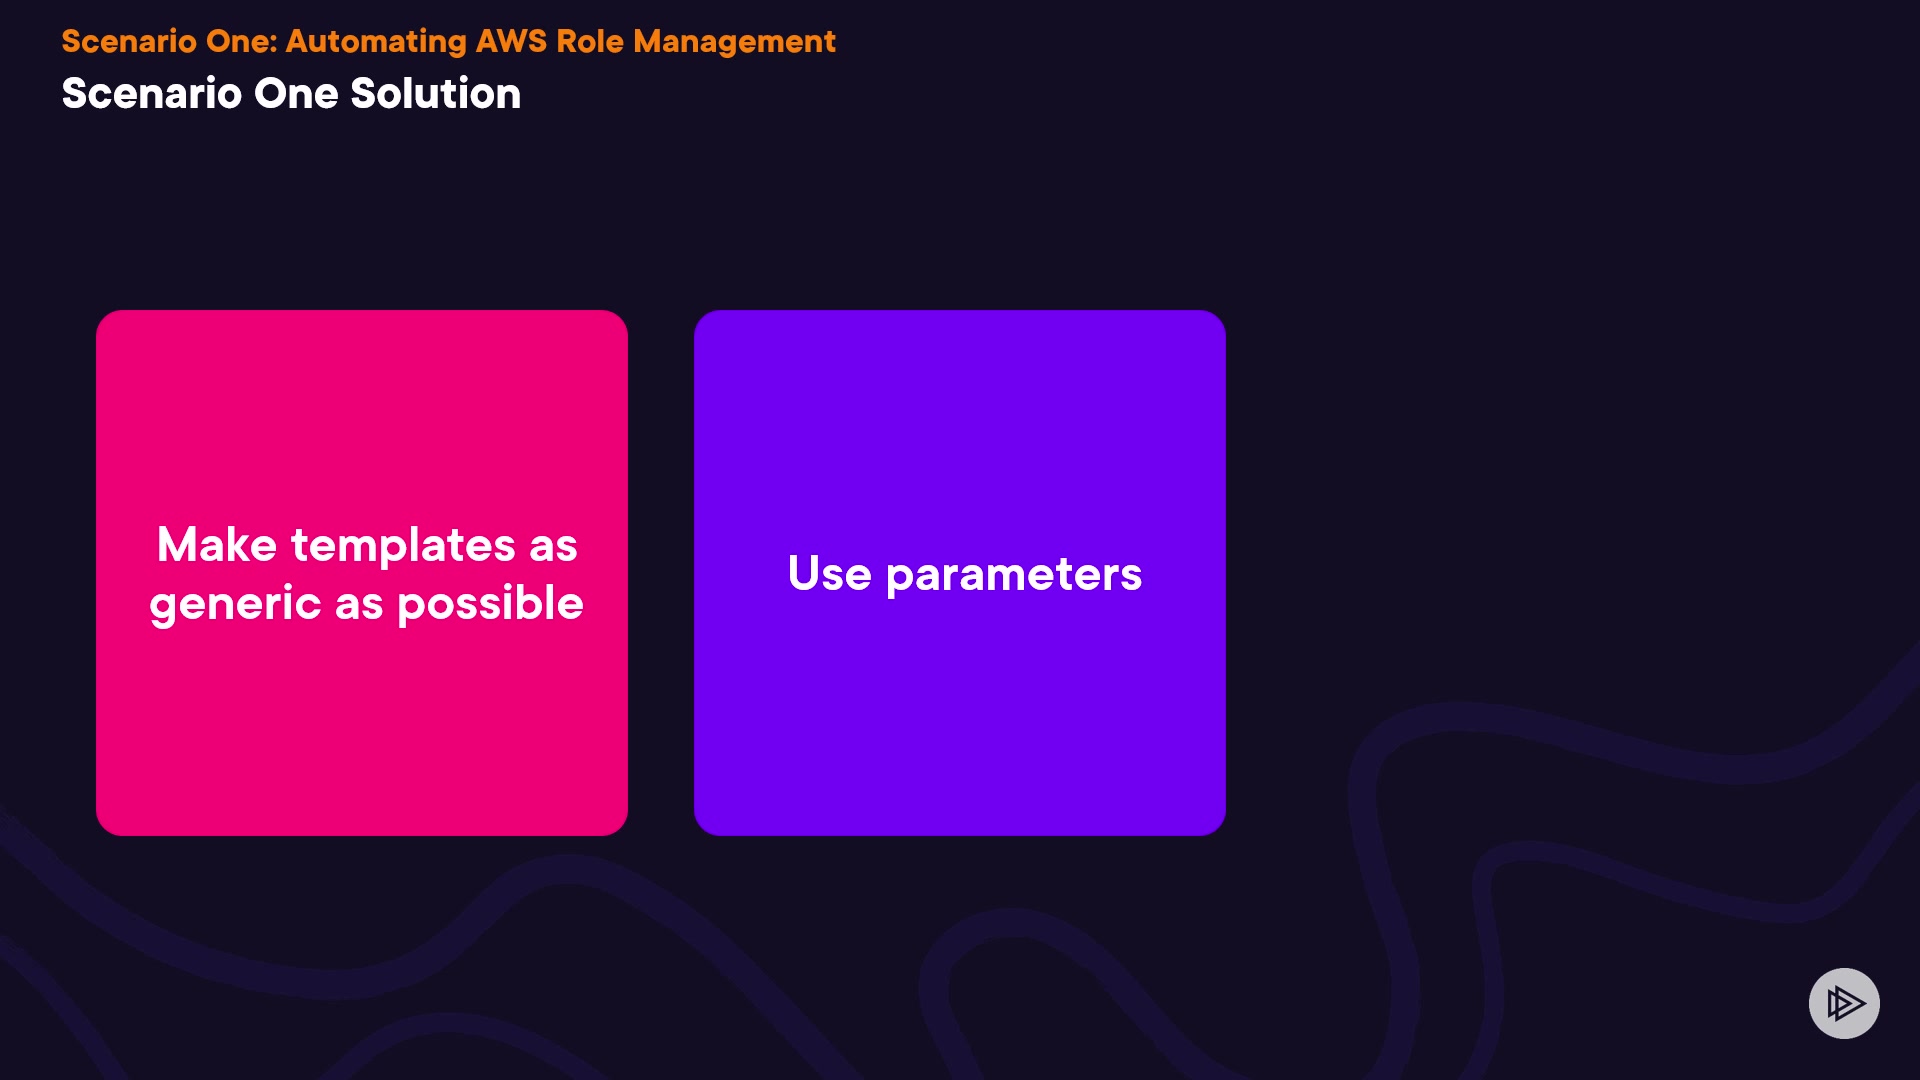 Scenario One: Automating AWS Role Management
Scenario One Solution
Make templates as
generic as possible
Use parameters